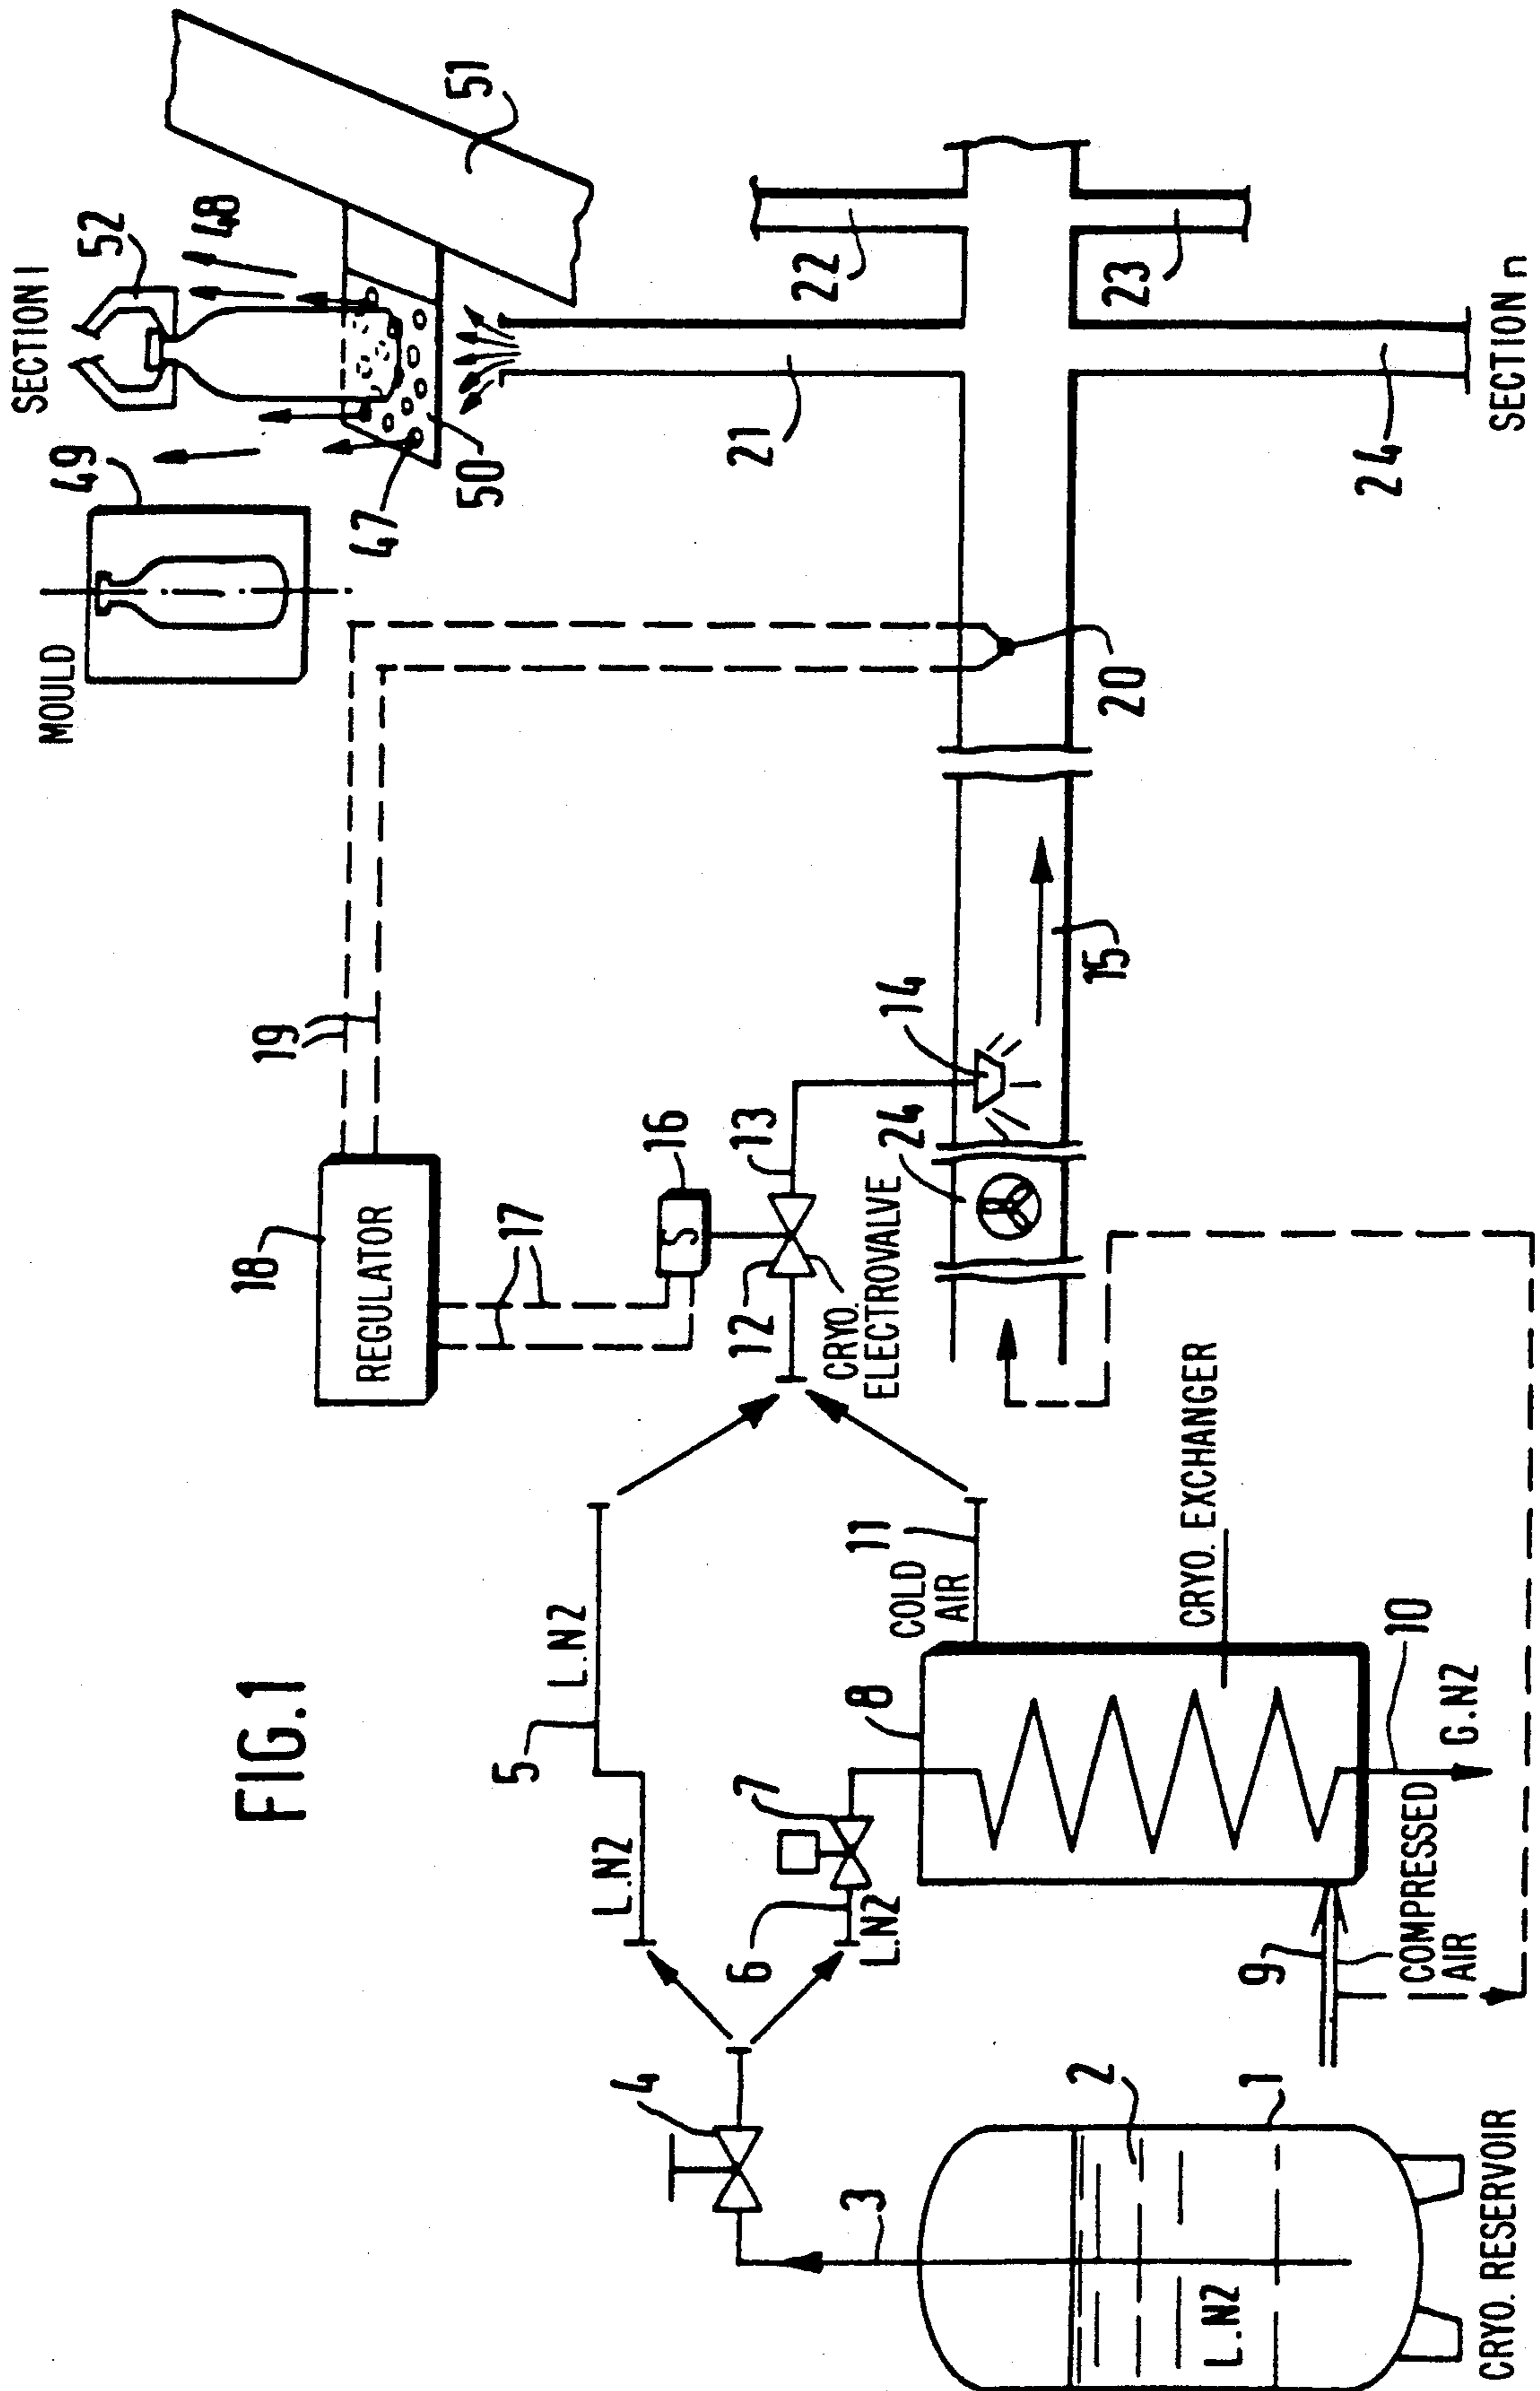 SECTION I
MOULD
49
52
48
FIG.1
18
19
REGULATOR
47
51
50
5
17
L.N2
L.N2
4
16
S
6
7
12
13
21
22
CRYO.
ELECTROVALVE
3
L.N2
8
11
COLD
AIR
24
14
2
15
20
23
CRYO. EXCHANGER
L.N2
1
9
10
24
COMPRESSED
AIR
G.N2
CRYO. RESERVOIR
SECTION n